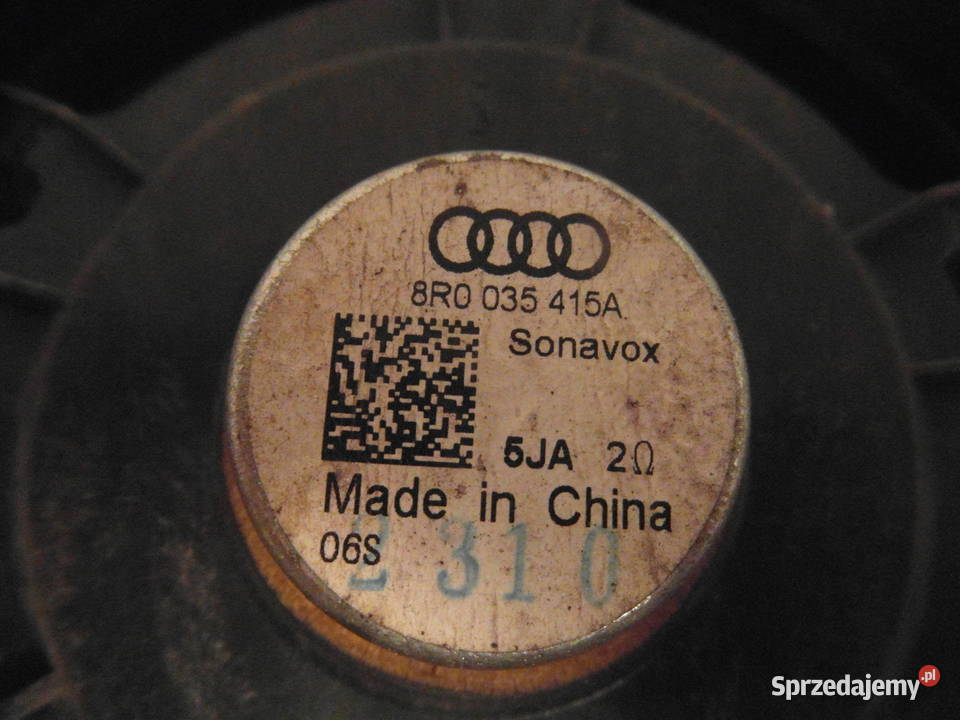 8R0 035 415A
Sonavox
5JA 2Ω
Made in China
06S
2310
Sprzedajemy.pl